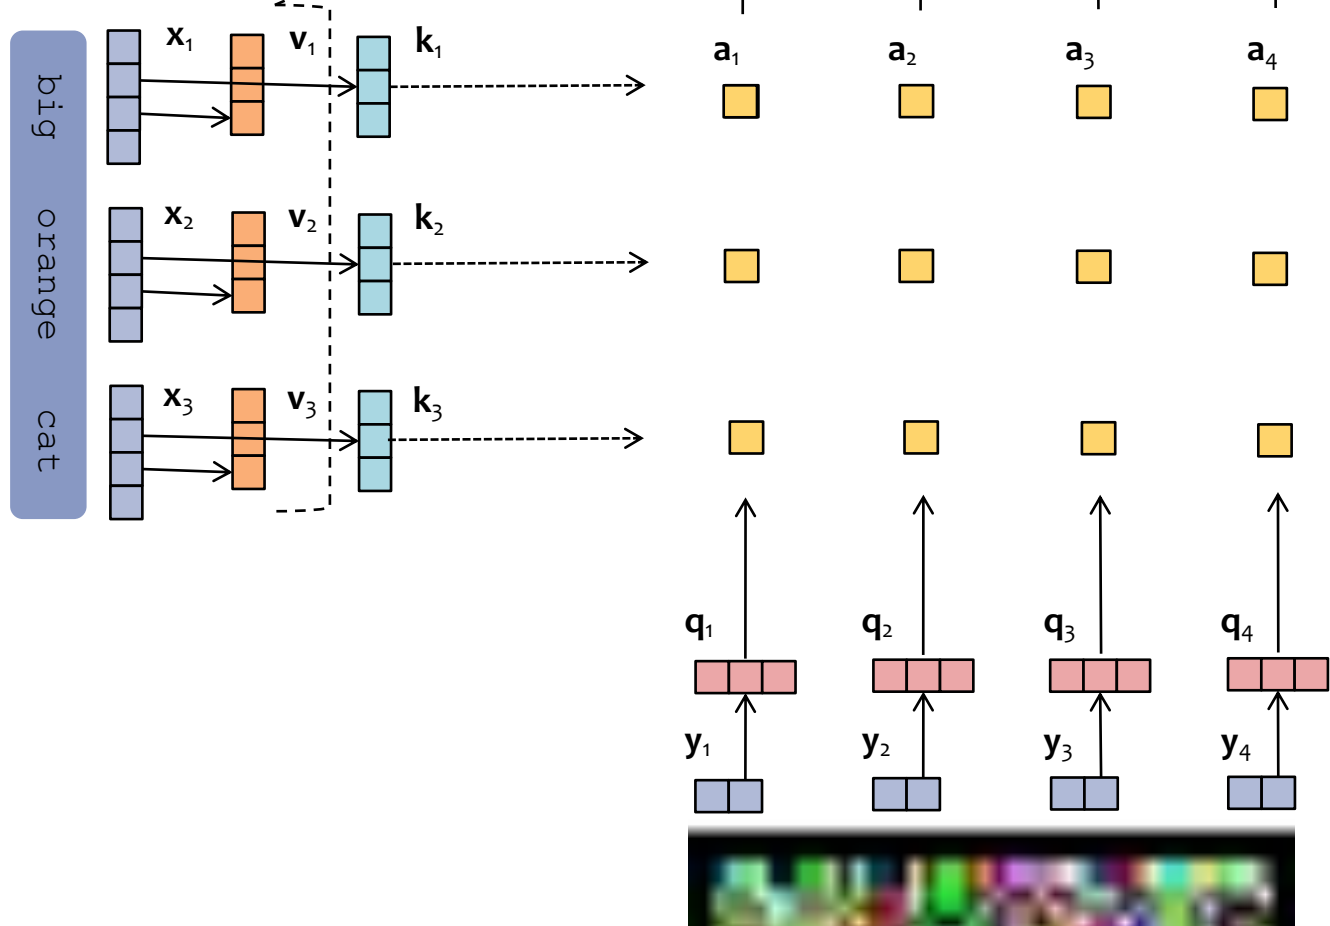 big
orange
cat
x1 v1 k1
x2 v2 k2
x3 v3 k3
a1 a2 a3 a4
q1 q2 q3 q4
y1 y2 y3 y4